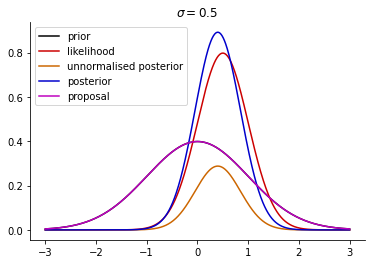 σ = 0.5
prior
likelihood
unnormalised posterior
posterior
proposal
0.8
0.6
0.4
0.2
0.0
−3 −2 −1 0 1 2 3